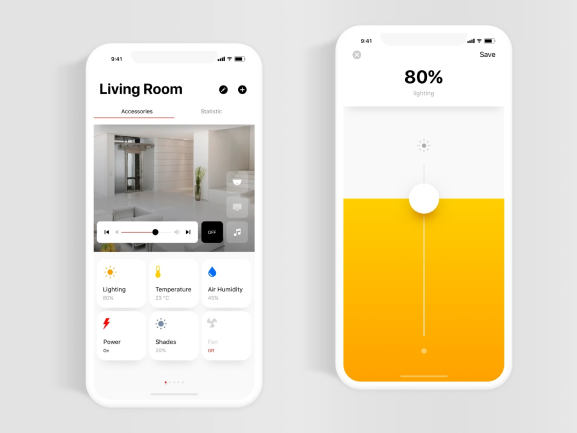 9:41
Living Room
Accessories
Statistic
OFF
Lighting
80%
Temperature
23 °C
Air Humidity
45%
Power
On
Shades
20%
Fan
Off
9:41
Save
80%
lighting